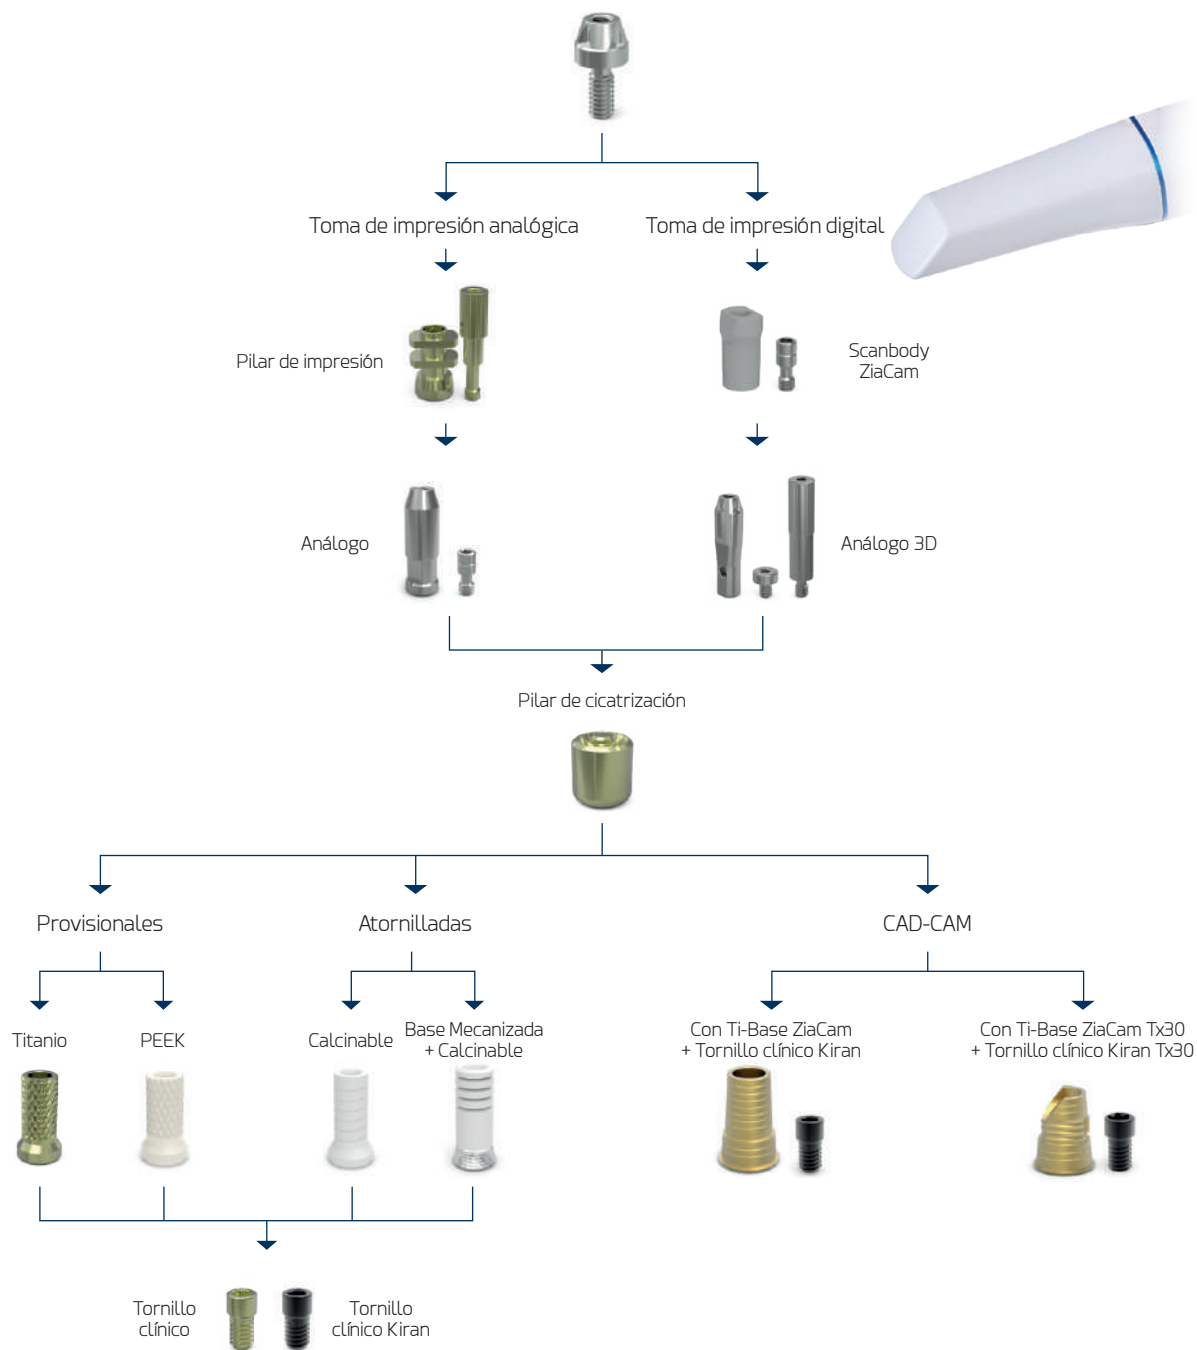 Toma de impresión analógica
Toma de impresión digital
Pilar de impresión
Scanbody
ZiaCam
Análogo
Análogo 3D
Pilar de cicatrización
Provisionales
Atornilladas
CAD-CAM
Titanio
PEEK
Calcinable
Base Mecanizada
+ Calcinable
Con Ti-Base ZiaCam
+ Tornillo clínico Kiran
Con Ti-Base ZiaCam Tx30
+ Tornillo clínico Kiran Tx30
Tornillo
clínico
Tornillo
clínico Kiran